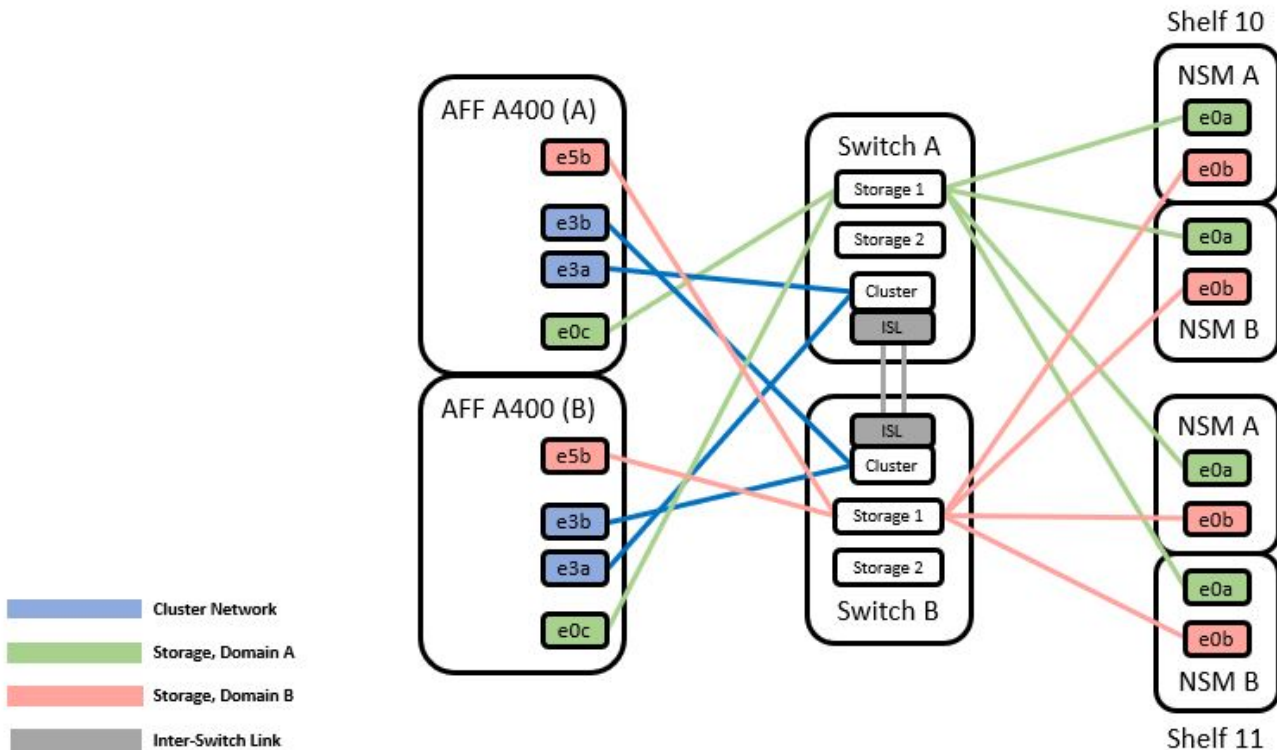 Shelf 10
AFF A400 (A)
e5b
e3b
e3a
e0c
AFF A400 (B)
e5b
e3b
e3a
e0c
Switch A
Storage 1
Storage 2
Cluster
ISL
ISL
Cluster
Storage 1
Storage 2
Switch B
NSM A
e0a
e0b
e0a
e0b
NSM B
NSM A
e0a
e0b
e0a
e0b
NSM B
Shelf 11
Cluster Network
Storage, Domain A
Storage, Domain B
Inter-Switch Link